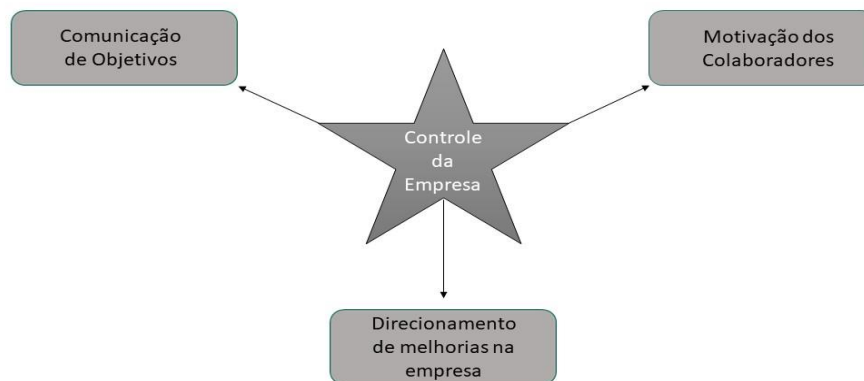 Comunicação
de Objetivos
Motivação dos
Colaboradores
Controle
da
Empresa
Direcionamento
de melhorias na
empresa